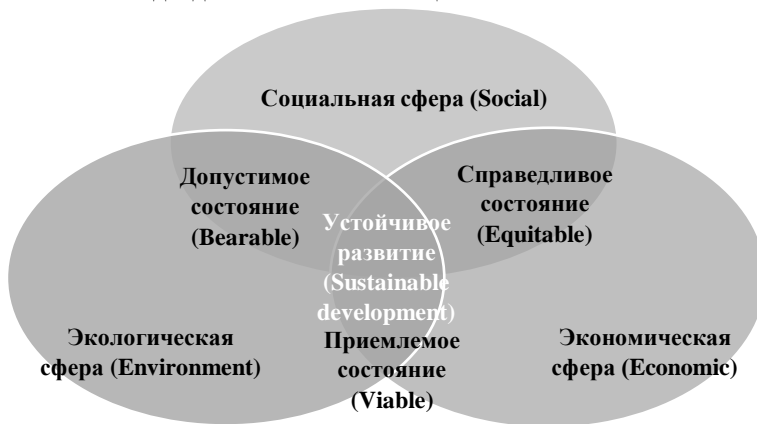 Социальная сфера (Social)
Допустимое
состояние
(Bearable)
Справедливое
состояние
(Equitable)
Устойчивое
развитие
(Sustainable
development)
Экологическая
сфера (Environment)
Приемлемое
состояние
(Viable)
Экономическая
сфера (Economic)